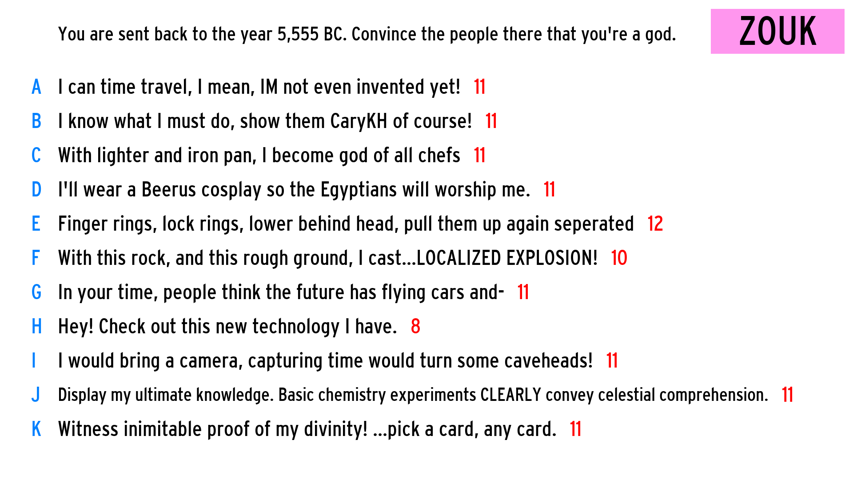 You are sent back to the year 5,555 BC. Convince the people there that you're a god.
ZOUK
A I can time travel, I mean, IM not even invented yet! 11
B I know what I must do, show them CaryKH of course! 11
C With lighter and iron pan, I become god of all chefs 11
D I'll wear a Beerus cosplay so the Egyptians will worship me. 11
E Finger rings, lock rings, lower behind head, pull them up again seperated 12
F With this rock, and this rough ground, I cast...LOCALIZED EXPLOSION! 10
G In your time, people think the future has flying cars and- 11
H Hey! Check out this new technology I have. 8
I I would bring a camera, capturing time would turn some caveheads! 11
J Display my ultimate knowledge. Basic chemistry experiments CLEARLY convey celestial comprehension. 11
K Witness inimitable proof of my divinity! ...pick a card, any card. 11